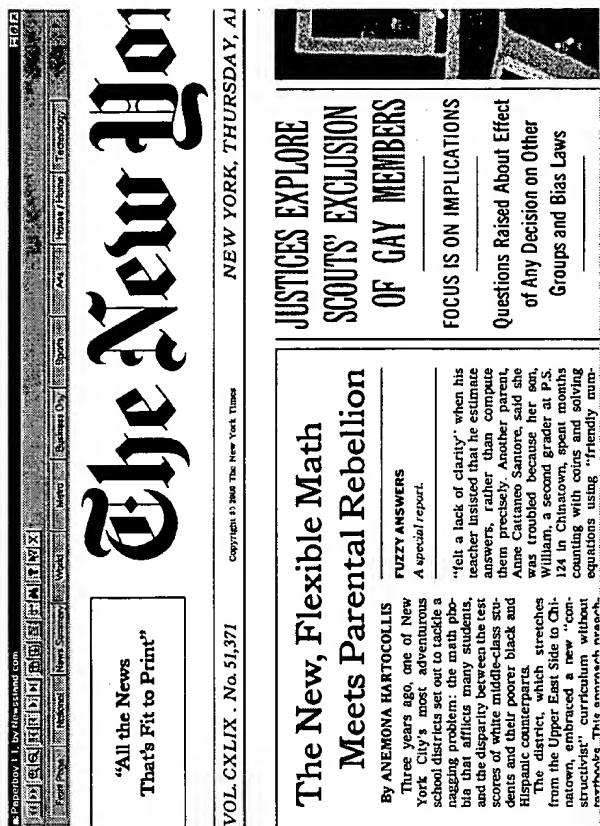 Paperboy 1.1, by Newsstand.com
Front Page National News Summary World Metro Business Day Sports Arts House / Home Technology
"All the News
That's Fit to Print"
The New Yor
VOL. CXLIX . No. 51,371
Copyright © 2000 The New York Times
NEW YORK, THURSDAY, A
The New, Flexible Math
Meets Parental Rebellion
By ANEMONA HARTOCOLLIS
Three years ago, one of New
York City's most adventurous
school districts set out to tackle a
nagging problem: the math pho-
bia that afflicts many students,
and the disparity between the test
scores of white middle-class stu-
dents and their poorer black and
Hispanic counterparts.
The district, which stretches
from the Upper East Side to Chi-
natown, embraced a new "con-
structivist" curriculum without
textbooks. This approach preach-
FUZZY ANSWERS
A special report.
"felt a lack of clarity" when his
teacher insisted that he estimate
answers, rather than compute
them precisely. Another parent,
Anne Cattaneo Santore, said she
was troubled because her son,
William, a second grader at P.S.
124 in Chinatown, spent months
counting with coins and solving
equations using "friendly num-
JUSTICES EXPLORE
SCOUTS' EXCLUSION
OF GAY MEMBERS
FOCUS IS ON IMPLICATIONS
Questions Raised About Effect
of Any Decision on Other
Groups and Bias Laws